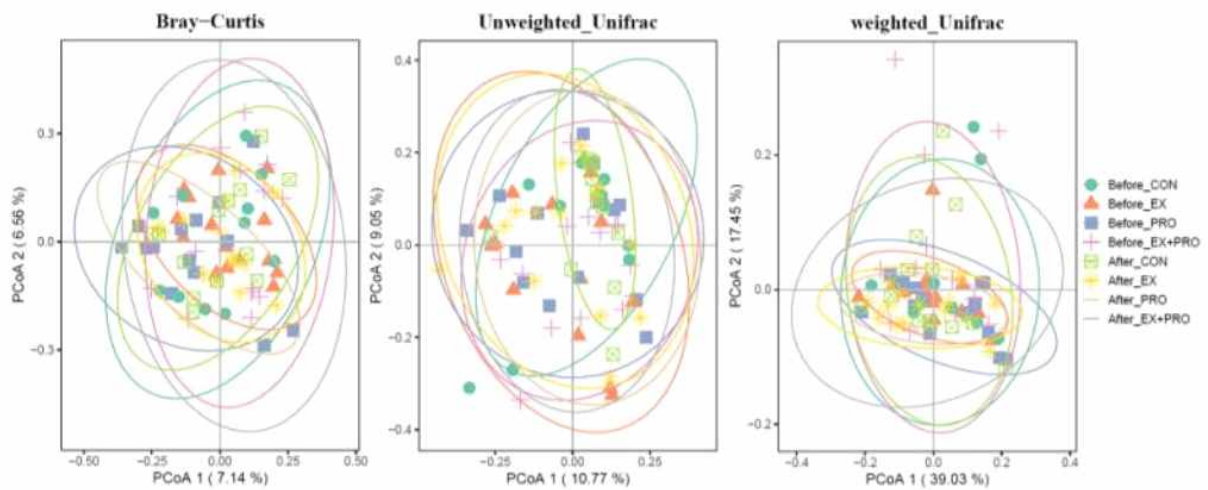 Bray-Curtis
0.3
0.0
-0.3
-0.50
-0.25
0.00
0.25
0.50
PCoA 1 ( 7.14 %)
PCoA 2 ( 6.56 %)
Unweighted_Unifrac
0.4
0.2
0.0
-0.2
-0.4
-0.25
0.00
0.25
PCoA 1 ( 10.77 %)
PCoA 2 ( 9.05 %)
weighted_Unifrac
0.2
0.0
-0.2
-0.4
-0.2
0.0
0.2
0.4
PCoA 1 ( 39.03 %)
PCoA 2 ( 17.45 %)
Before_CON
Before_EX
Before_PRO
Before_EX+PRO
After_CON
After_EX
After_PRO
After_EX+PRO